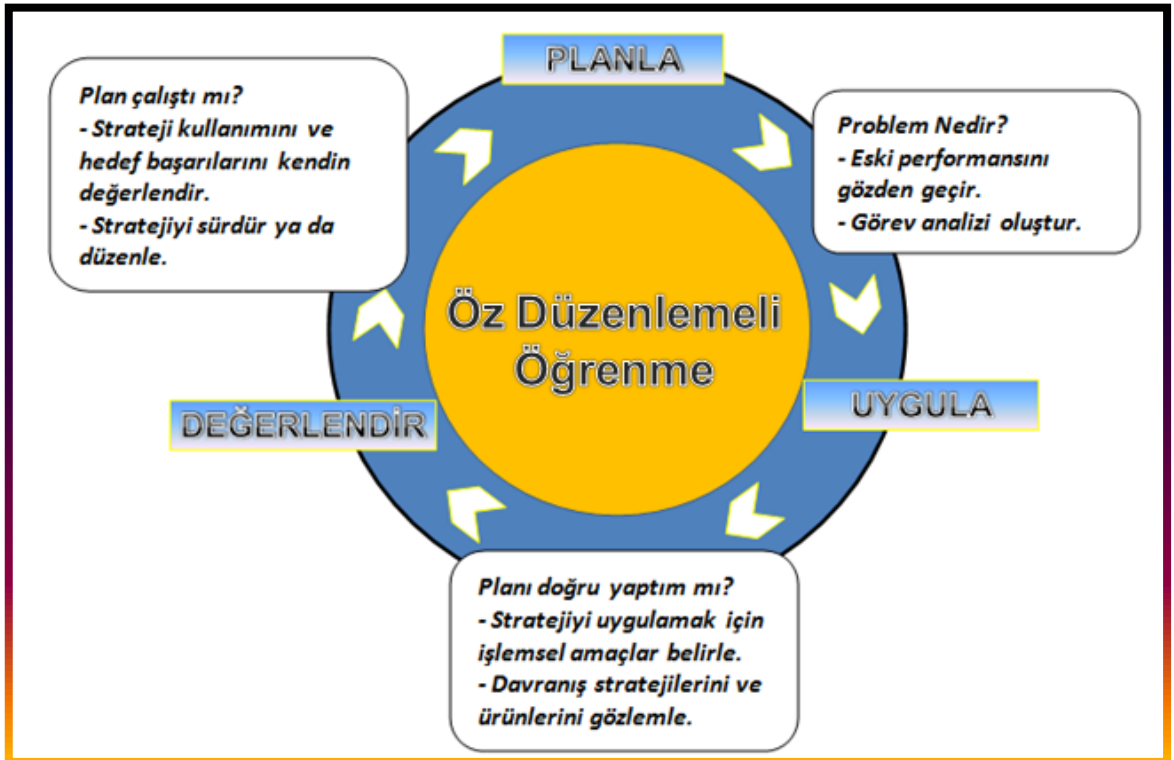 PLANLA
Plan çalıştı mı?
- Strateji kullanımını ve
hedef başarılarını kendin
değerlendir.
- Stratejiyi sürdür ya da
düzenle.
Problem Nedir?
- Eski performansını
gözden geçir.
- Görev analizi oluştur.
Öz Düzenlemeli
Öğrenme
DEĞERLENDİR
UYGULA
Planı doğru yaptım mı?
- Stratejiyi uygulamak için
işlemsel amaçlar belirle.
- Davranış stratejilerini ve
ürünlerini gözlemle.